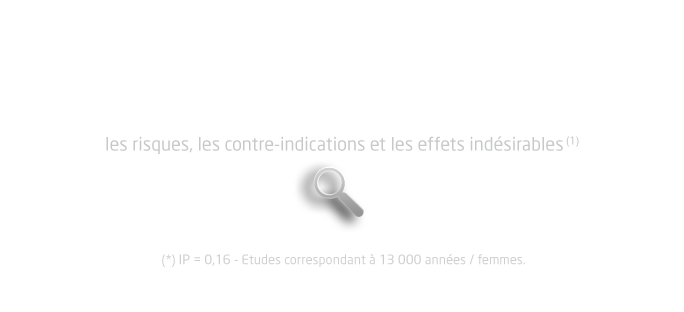 les risques, les contre-indications et les effets indésirables (1)
(*) IP = 0,16 - Etudes correspondant à 13 000 années / femmes.